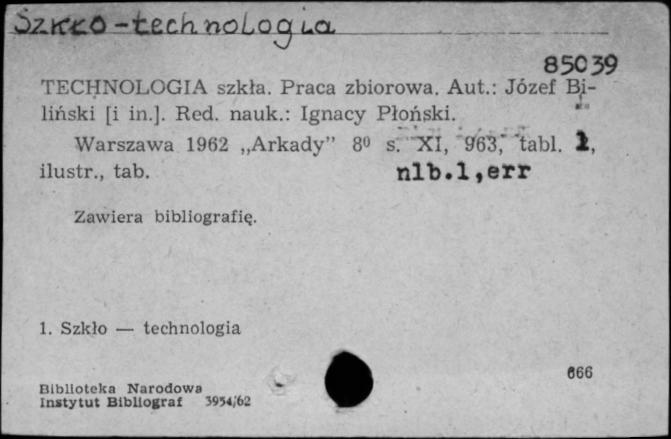 Szkło - technologia
85039
TECHNOLOGIA szkła. Praca zbiorowa. Aut.: Józef Bi-
liński [i in.]. Red. nauk.: Ignacy Płoński.
Warszawa 1962 „Arkady” 8⁰ s. XI, 963, tabl. 1,
ilustr., tab. nlb.1,err
Zawiera bibliografię.
1. Szkło — technologia
666
Biblioteka Narodowa
Instytut Bibliograf 3954/62